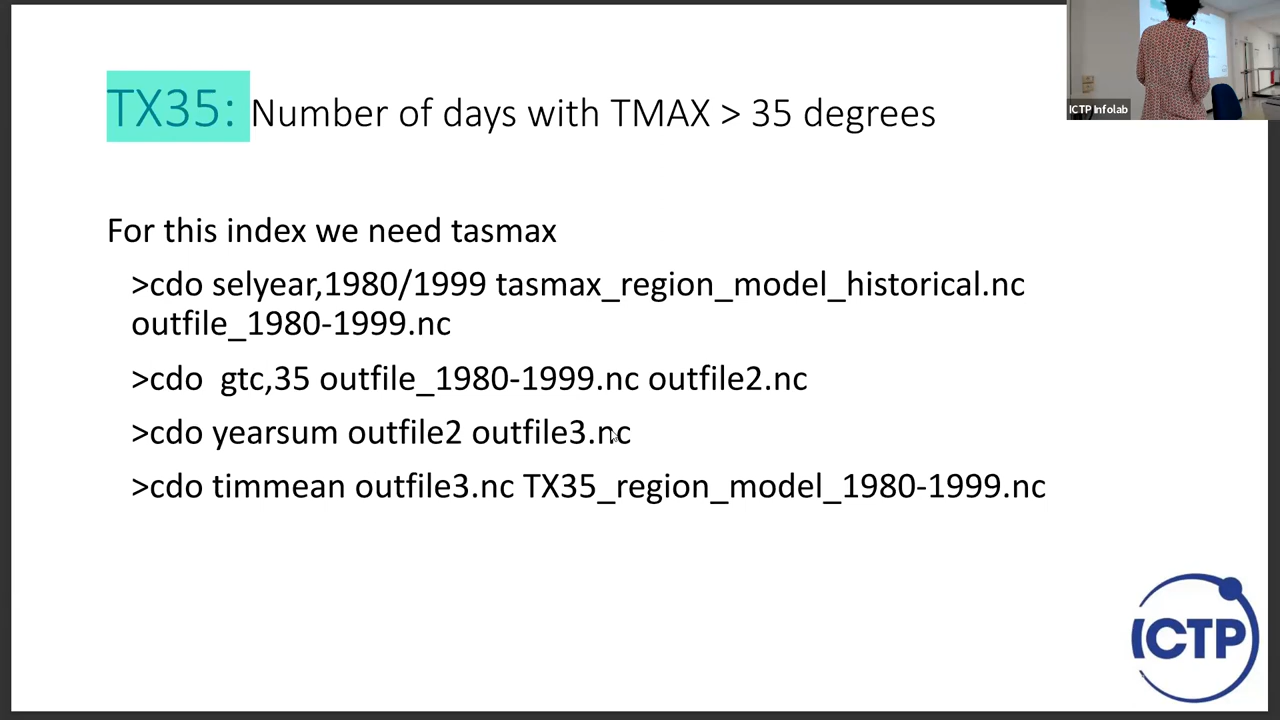 TX35: Number of days with TMAX > 35 degrees
ICTP Infolab
For this index we need tasmax
>cdo selyear,1980/1999 tasmax_region_model_historical.nc
outfile_1980-1999.nc
>cdo  gtc,35 outfile_1980-1999.nc outfile2.nc
>cdo yearsum outfile2 outfile3.nc
>cdo timmean outfile3.nc TX35_region_model_1980-1999.nc
ICTP